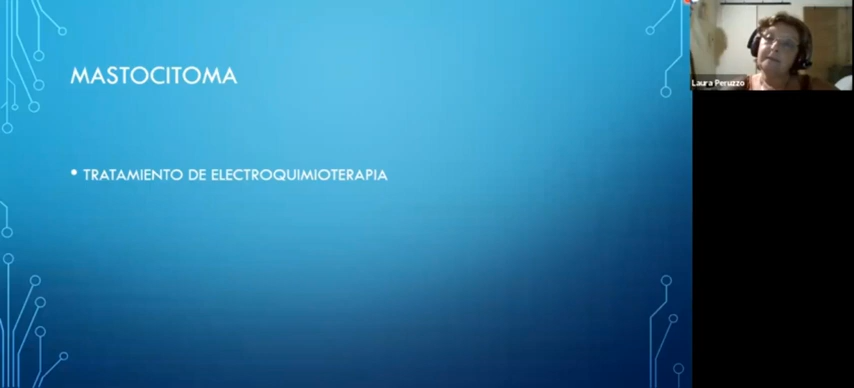 MASTOCITOMA
• TRATAMIENTO DE ELECTROQUIMIOTERAPIA
Laura Peruzzo